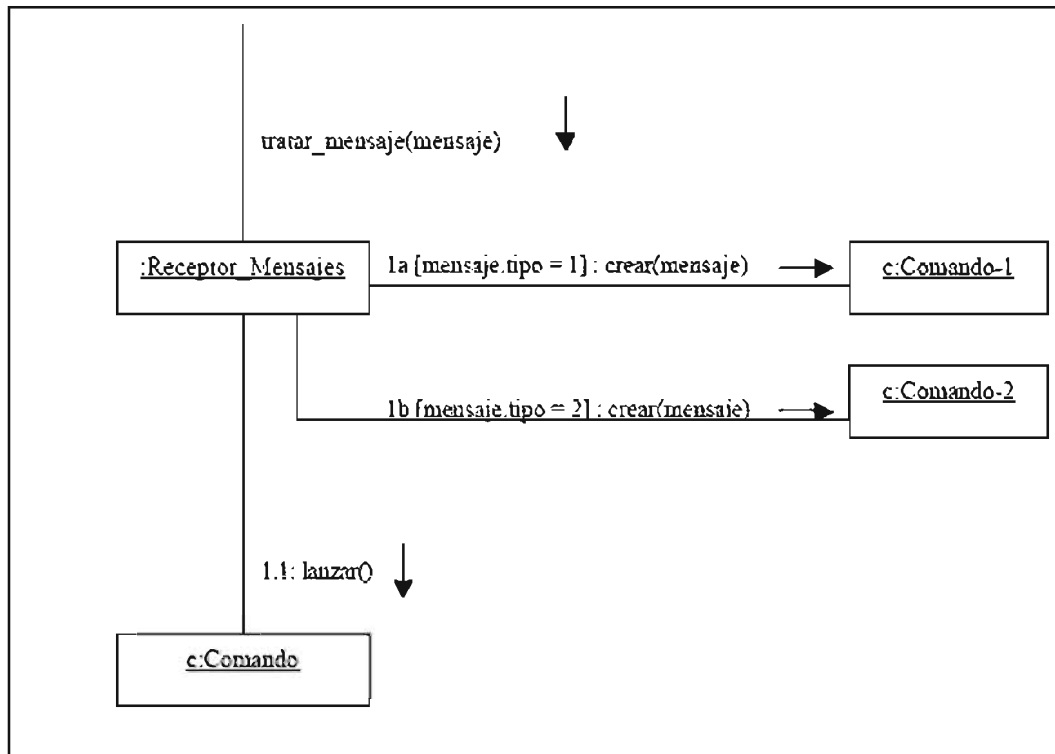 tratar_mensaje(mensaje)
:Receptor_Mensajes
1a [mensaje.tipo = 1] : crear(mensaje)
c:Comando-1
1b [mensaje.tipo = 2] : crear(mensaje)
c:Comando-2
1.1: lanzar()
c:Comando